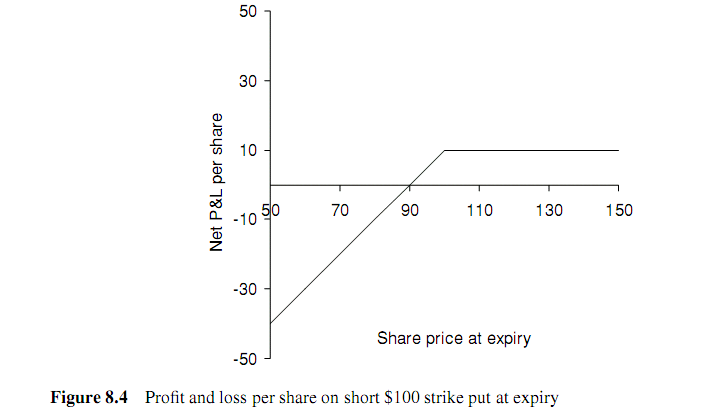 50
30
10
-10
-30
-50
Net P&L per share
50 70 90 110 130 150
Share price at expiry
Figure 8.4 Profit and loss per share on short $100 strike put at expiry